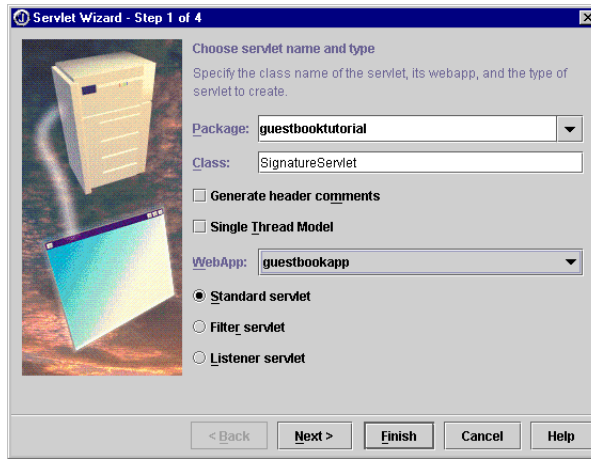 Servlet Wizard - Step 1 of 4
Choose servlet name and type
Specify the class name of the servlet, its webapp, and the type of
servlet to create.
Package: guestbooktutorial
Class: SignatureServlet
Generate header comments
Single Thread Model
WebApp: guestbookapp
Standard servlet
Filter servlet
Listener servlet
< Back Next > Finish Cancel Help